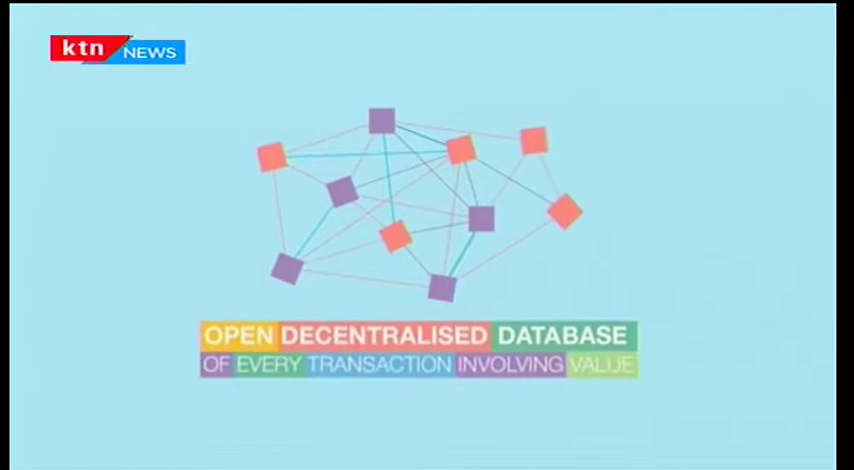 ktn NEWS
OPEN DECENTRALISED DATABASE
OF EVERY TRANSACTION INVOLVING VALUE